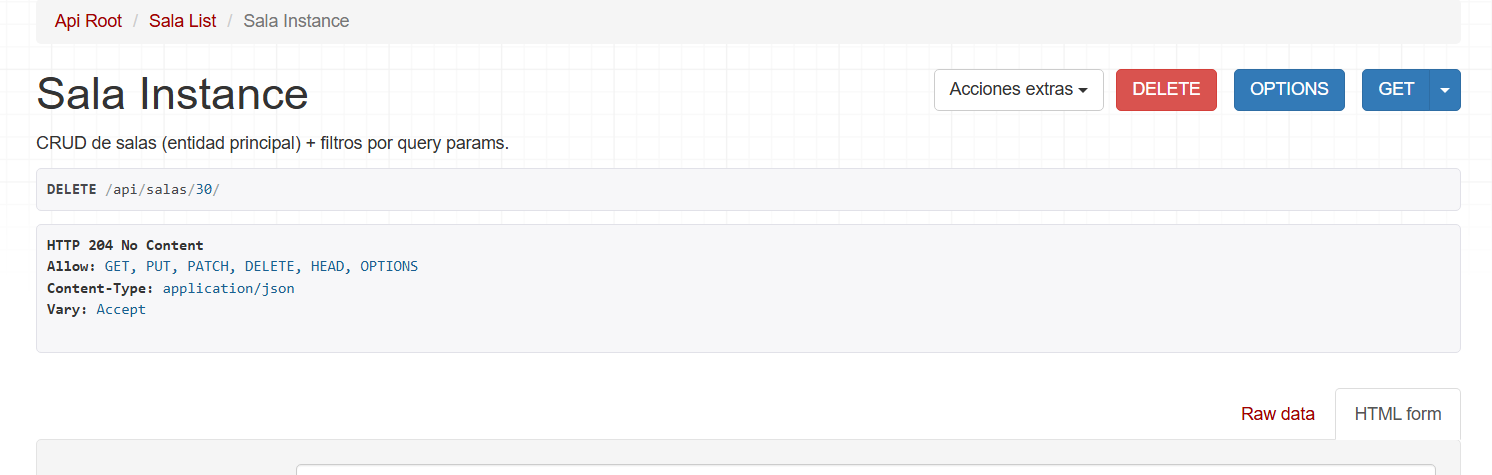 Api Root / Sala List / Sala Instance
Sala Instance
Acciones extras
DELETE
OPTIONS
GET
CRUD de salas (entidad principal) + filtros por query params.
DELETE /api/salas/30/
HTTP 204 No Content
Allow: GET, PUT, PATCH, DELETE, HEAD, OPTIONS
Content-Type: application/json
Vary: Accept
Raw data
HTML form